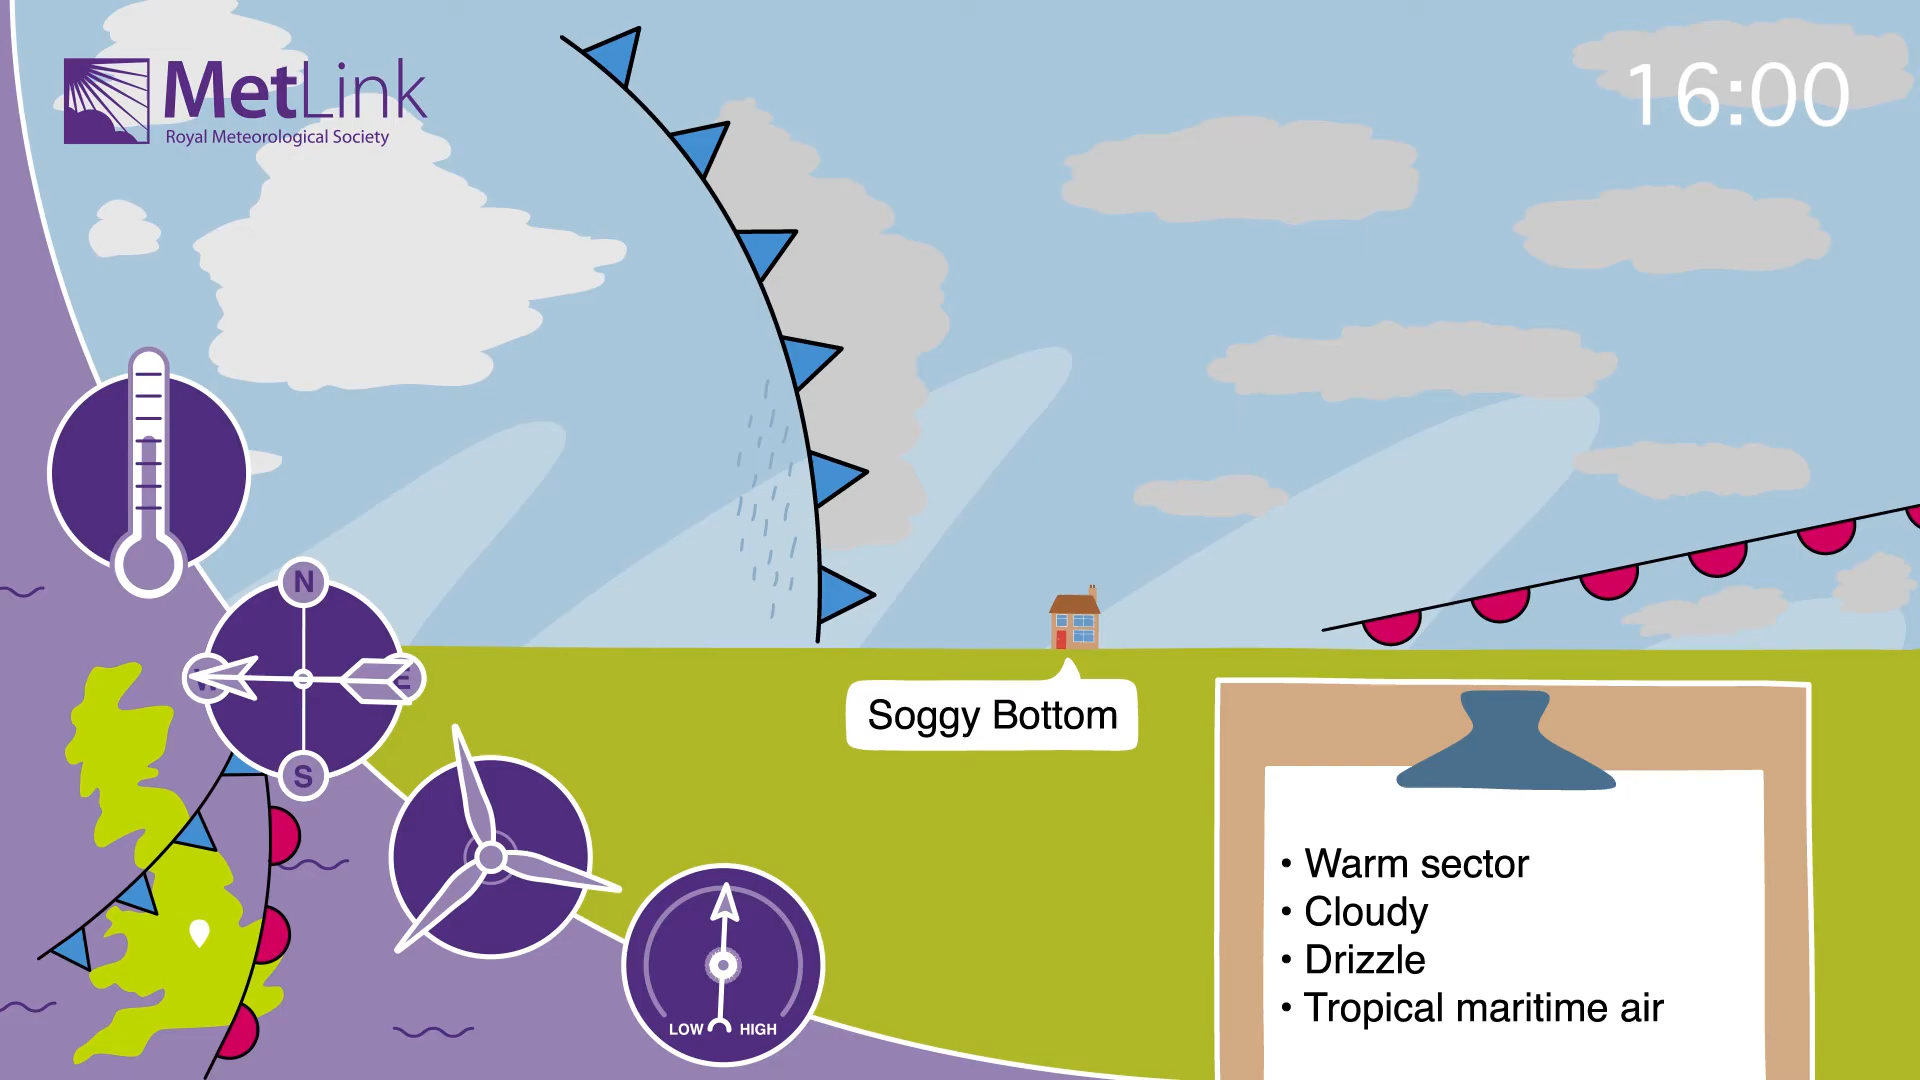 MetLink
Royal Meteorological Society
16:00
N
W
E
S
Soggy Bottom
LOW HIGH
• Warm sector
• Cloudy
• Drizzle
• Tropical maritime air